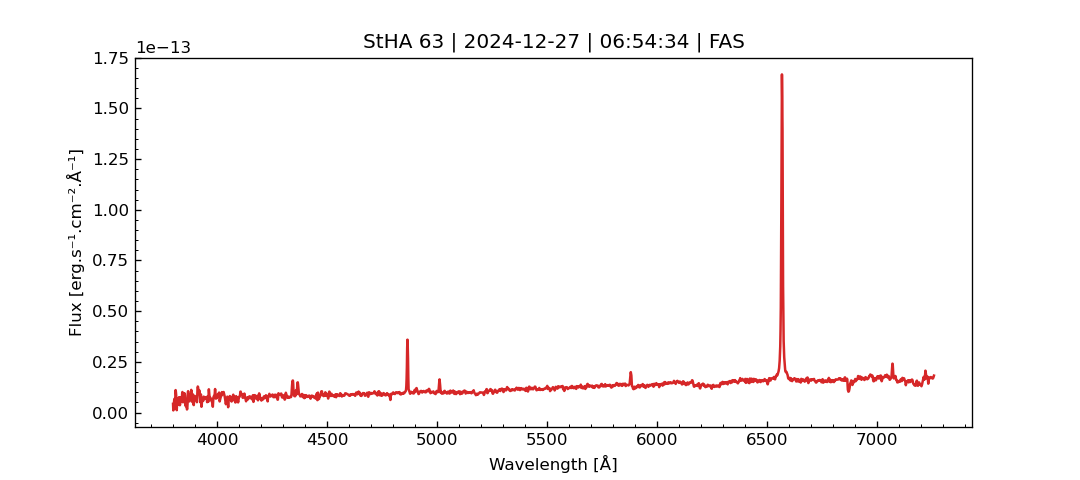 StHA 63 | 2024-12-27 | 06:54:34 | FAS
1e−13
1.75
1.50
1.25
1.00
0.75
0.50
0.25
0.00
Flux [erg.s⁻¹.cm⁻².Å⁻¹]
4000 4500 5000 5500 6000 6500 7000
Wavelength [Å]